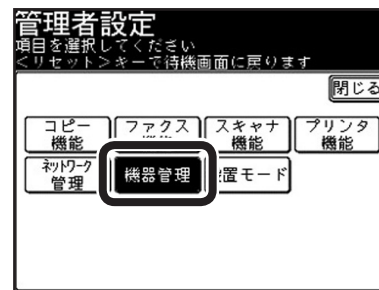 管理者設定
項目を選択してください
<リセット>キーで待機画面に戻ります
閉じる
コピー
機能
ファクス
スキャナ
機能
プリンタ
機能
ネットワーク
管理
機器管理
置モード